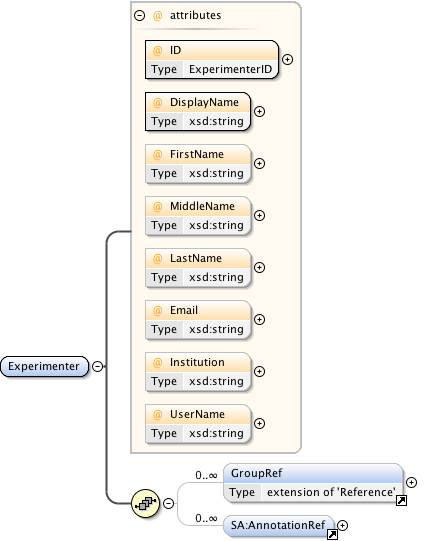 @ attributes
@ ID
Type ExperimenterID
@ DisplayName
Type xsd:string
@ FirstName
Type xsd:string
@ MiddleName
Type xsd:string
@ LastName
Type xsd:string
@ Email
Type xsd:string
Experimenter
@ Institution
Type xsd:string
@ UserName
Type xsd:string
0..∞
GroupRef
Type extension of 'Reference'
0..∞
SA:AnnotationRef